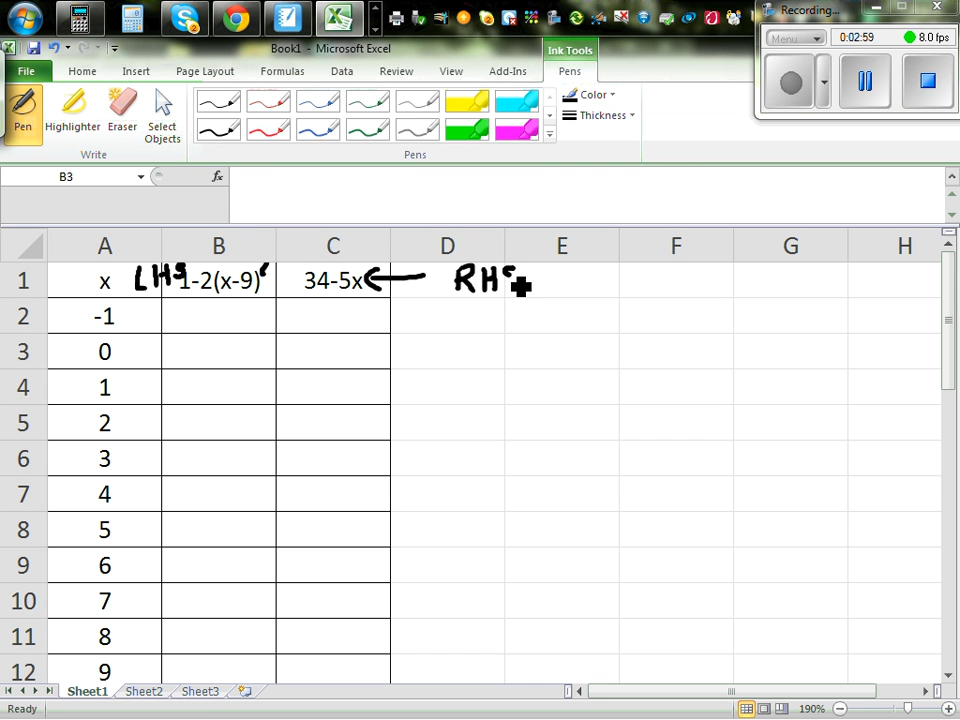 Recording...
Menu
0:02:59
8.0 fps
Book1 - Microsoft Excel
Ink Tools
File Home Insert Page Layout Formulas Data Review View Add-Ins Pens
Pen
Highlighter
Eraser
Select Objects
Color
Thickness
Write
Pens
B3
fx
A B C D E F G H
1 x LHS 1-2(x-9) 34-5x RHS
2 -1
3 0
4 1
5 2
6 3
7 4
8 5
9 6
10 7
11 8
12 9
Sheet1 Sheet2 Sheet3
Ready
190%